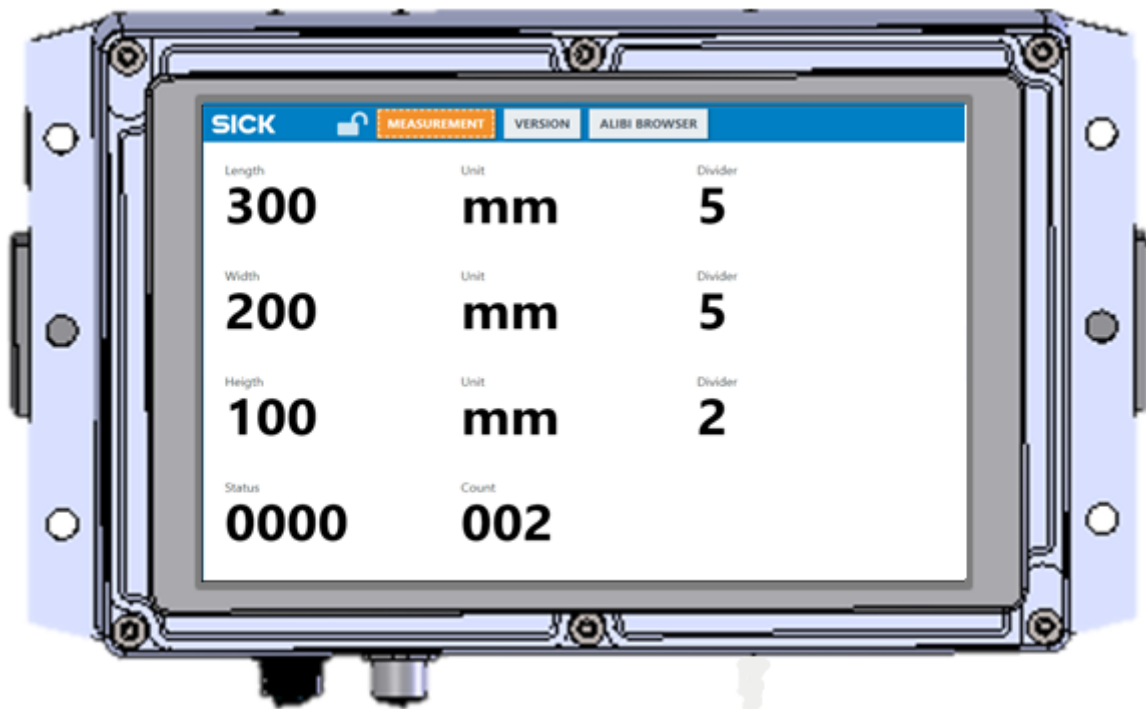 SICK MEASUREMENT VERSION ALIBI BROWSER
Length Unit Divider
300 mm 5
Width Unit Divider
200 mm 5
Heigth Unit Divider
100 mm 2
Status Count
0000 002